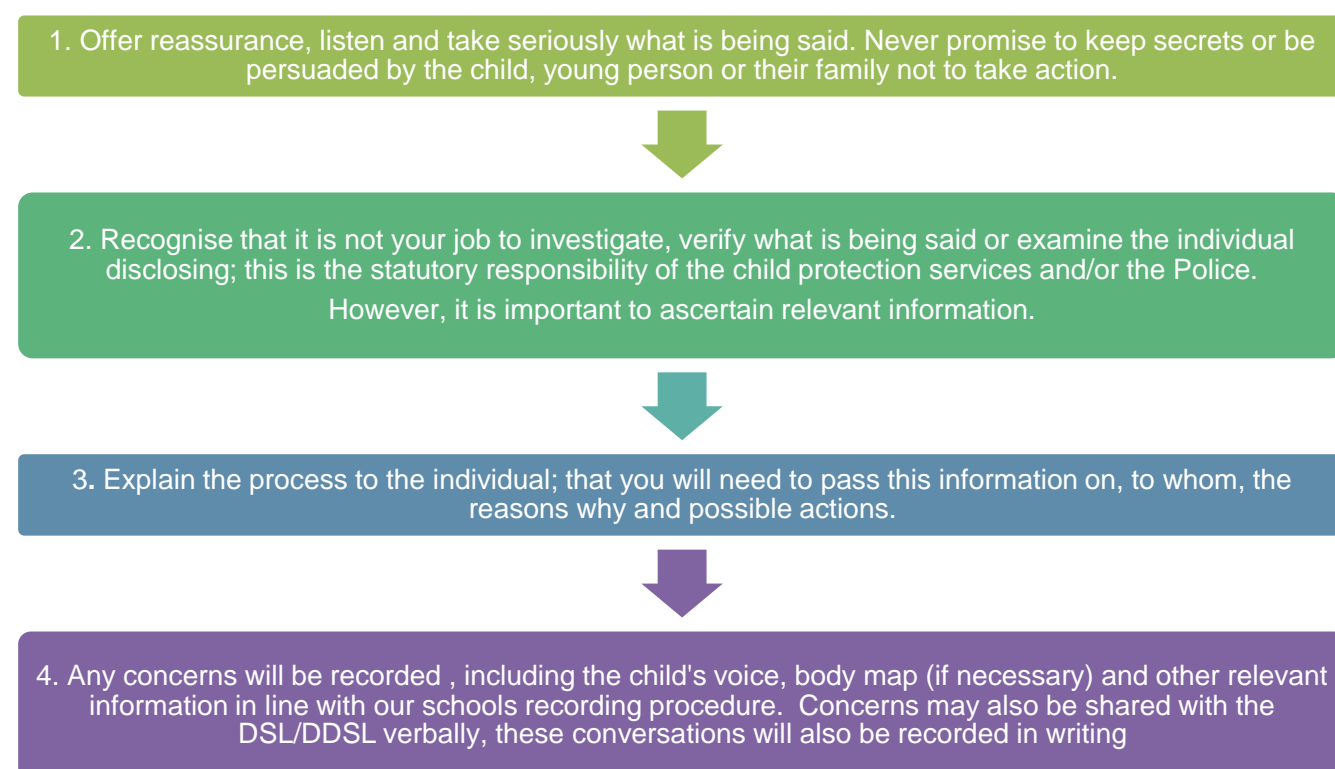 1. Offer reassurance, listen and take seriously what is being said. Never promise to keep secrets or be
persuaded by the child, young person or their family not to take action.
2. Recognise that it is not your job to investigate, verify what is being said or examine the individual
disclosing; this is the statutory responsibility of the child protection services and/or the Police.
However, it is important to ascertain relevant information.
3. Explain the process to the individual; that you will need to pass this information on, to whom, the
reasons why and possible actions.
4. Any concerns will be recorded , including the child's voice, body map (if necessary) and other relevant
information in line with our schools recording procedure.  Concerns may also be shared with the
DSL/DDSL verbally, these conversations will also be recorded in writing